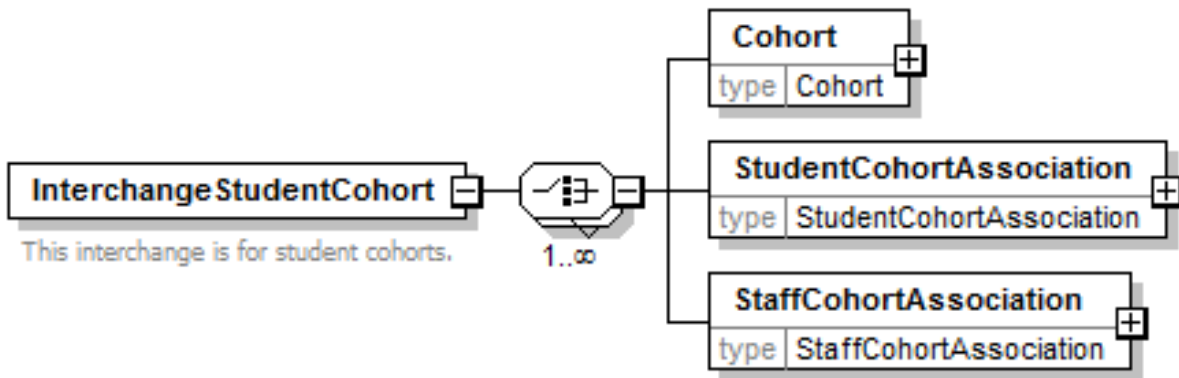 Cohort
type Cohort
StudentCohortAssociation
type StudentCohortAssociation
InterchangeStudentCohort
This interchange is for student cohorts.
1..∞
StaffCohortAssociation
type StaffCohortAssociation